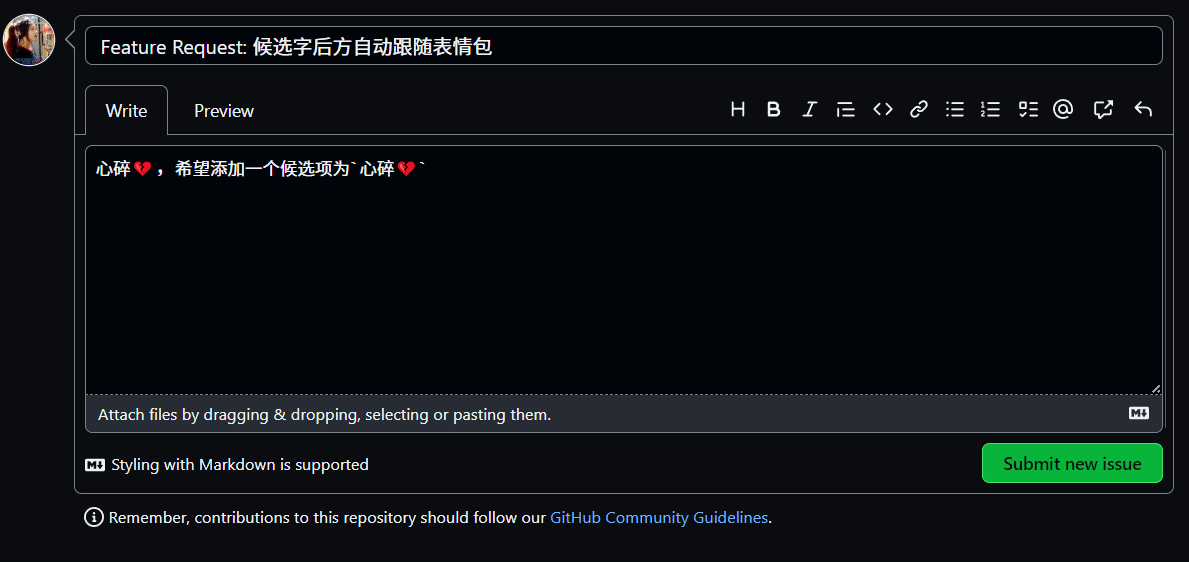 Feature Request: 候选字后方自动跟随表情包
Write Preview
心碎💔，希望添加一个候选项为`心碎💔`
Attach files by dragging & dropping, selecting or pasting them.
Styling with Markdown is supported
Submit new issue
Remember, contributions to this repository should follow our GitHub Community Guidelines.